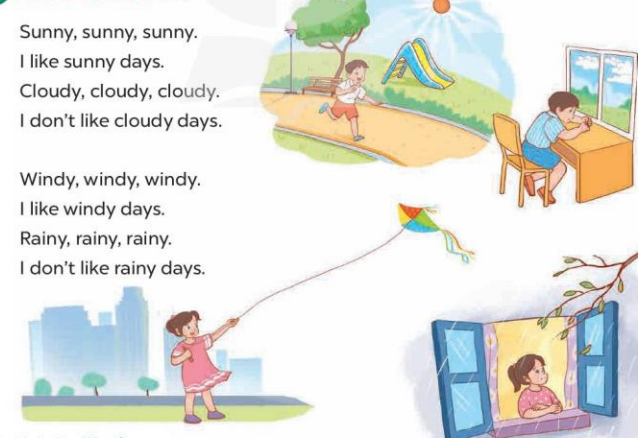 Sunny, sunny, sunny.
I like sunny days.
Cloudy, cloudy, cloudy.
I don't like cloudy days.
Windy, windy, windy.
I like windy days.
Rainy, rainy, rainy.
I don't like rainy days.